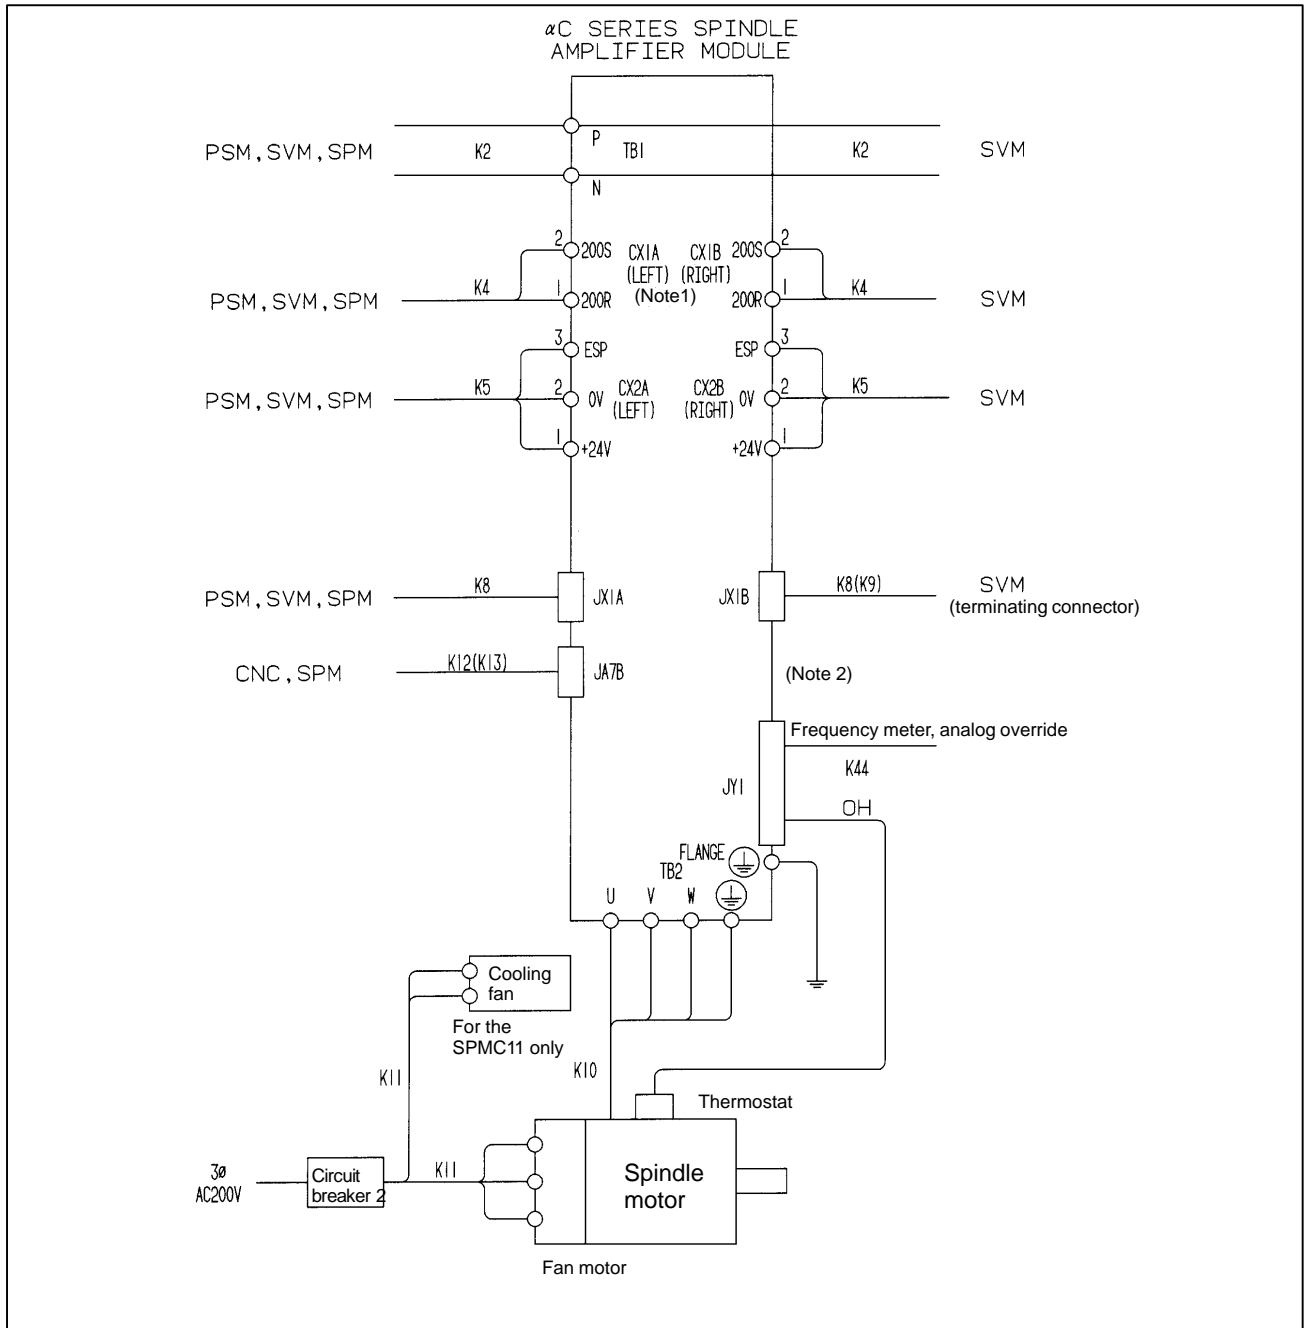 αC SERIES SPINDLE
AMPLIFIER MODULE
P
PSM, SVM, SPM K2 TB1 K2 SVM
N
2 200S CX1A CX1B 200S 2
(LEFT) (RIGHT)
PSM, SVM, SPM K4 1 200R (Note1) 200R 1 K4 SVM
3 ESP ESP 3
PSM, SVM, SPM K5 2 0V CX2A CX2B 0V 2 K5 SVM
(LEFT) (RIGHT)
1 +24V +24V 1
PSM, SVM, SPM K8 JX1A JX1B K8(K9) SVM
(terminating connector)
CNC, SPM K12(K13) JA7B (Note 2)
Frequency meter, analog override
K44
JY1
OH
FLANGE
TB2
U V W
Cooling
fan
For the
SPMC11 only
K11 K10
Thermostat
3ø
AC200V
Circuit
breaker 2
K11
Spindle
motor
Fan motor